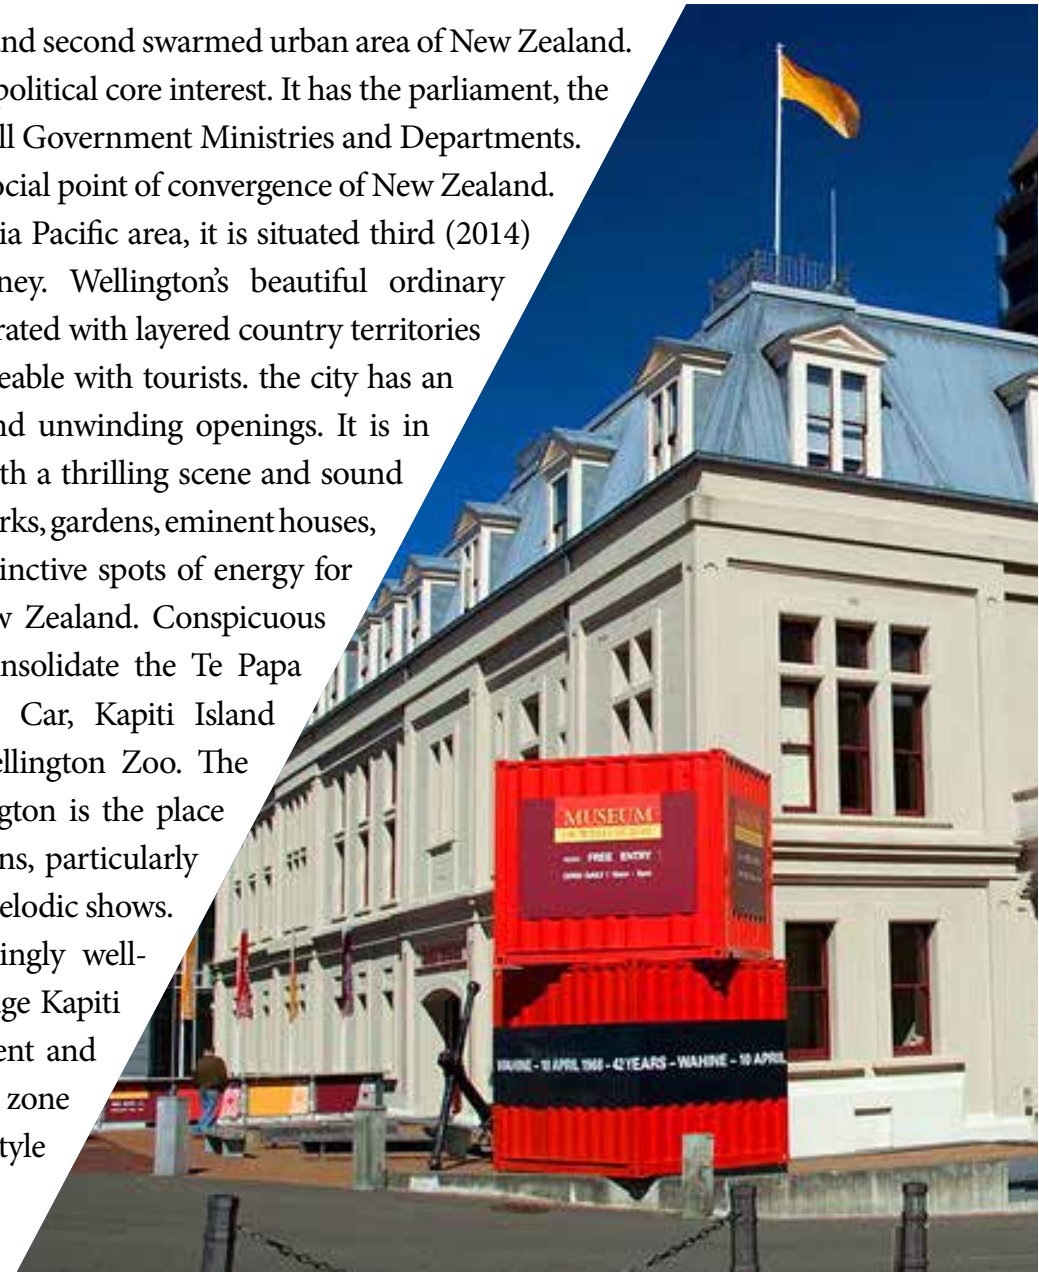 nd second swarmed urban area of New Zealand.
political core interest. It has the parliament, the
ll Government Ministries and Departments.
ocial point of convergence of New Zealand.
ia Pacific area, it is situated third (2014)
ney. Wellington's beautiful ordinary
rated with layered country territories
eable with tourists. the city has an
nd unwinding openings. It is in
th a thrilling scene and sound
rks, gardens, eminent houses,
inctive spots of energy for
w Zealand. Conspicuous
nsolidate the Te Papa
Car, Kapiti Island
ellington Zoo. The
gton is the place
ns, particularly
elodic shows.
ingly well-
ge Kapiti
ent and
zone
tyle
MUSEUM
FREE ENTRY
WAHINE - 10 APRIL 1968 - 42 YEARS - WAHINE - 10 APRIL